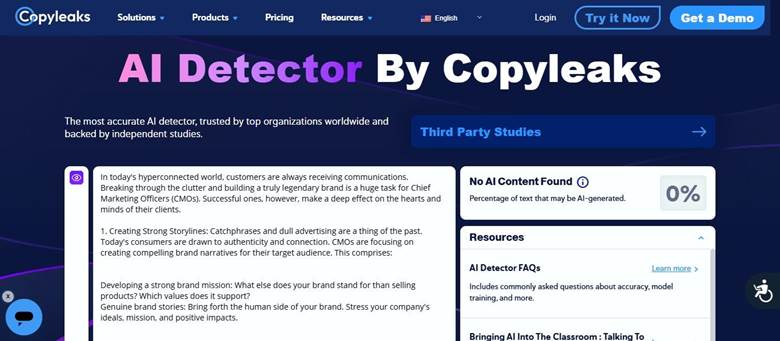 Copyleaks Solutions Products Pricing Resources English Login Try it Now Get a Demo
AI Detector By Copyleaks
The most accurate AI detector, trusted by top organizations worldwide and
backed by independent studies.
Third Party Studies
In today's hyperconnected world, customers are always receiving communications.
Breaking through the clutter and building a truly legendary brand is a huge task for Chief
Marketing Officers (CMOs). Successful ones, however, make a deep effect on the hearts and
minds of their clients.
1. Creating Strong Storylines: Catchphrases and dull advertising are a thing of the past.
Today's consumers are drawn to authenticity and connection. CMOs are focusing on
creating compelling brand narratives for their target audience. This comprises:
Developing a strong brand mission: What else does your brand stand for than selling
products? Which values does it support?
Genuine brand stories: Bring forth the human side of your brand. Stress your company's
ideals, mission, and positive impacts.
No AI Content Found
Percentage of text that may be AI-generated.
0%
Resources
AI Detector FAQs Learn more
Includes commonly asked questions about accuracy, model
training, and more.
Bringing AI Into The Classroom : Talking To
x